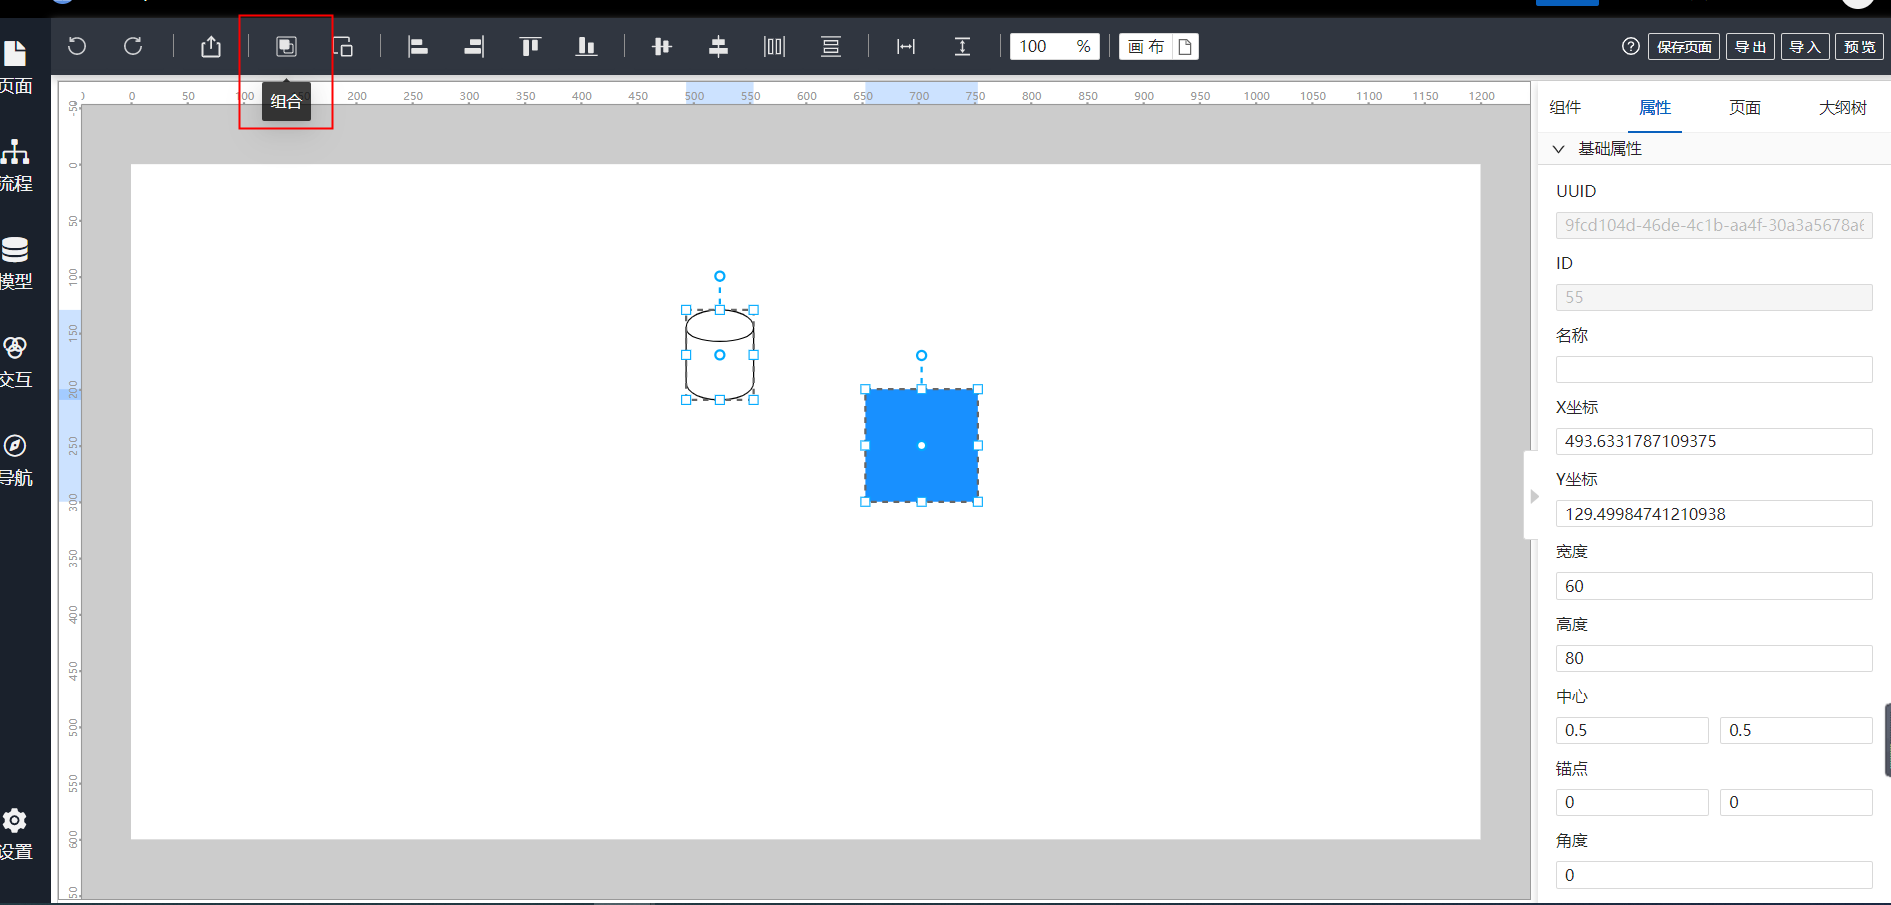 100 %
画布
保存页面
导出
导入
预览
组合
0 50 100 200 250 300 350 400 450 500 550 600 650 700 750 800 850 900 950 1000 1050 1100 1150 1200
50
0
50
100
150
200
250
300
350
400
450
500
550
600
页面
流程
模型
交互
导航
设置
组件
属性
页面
大纲树
基础属性
UUID
9fcd104d-46de-4c1b-aa4f-30a3a5678a6
ID
55
名称
X坐标
493.6331787109375
Y坐标
129.49984741210938
宽度
60
高度
80
中心
0.5 0.5
锚点
0 0
角度
0